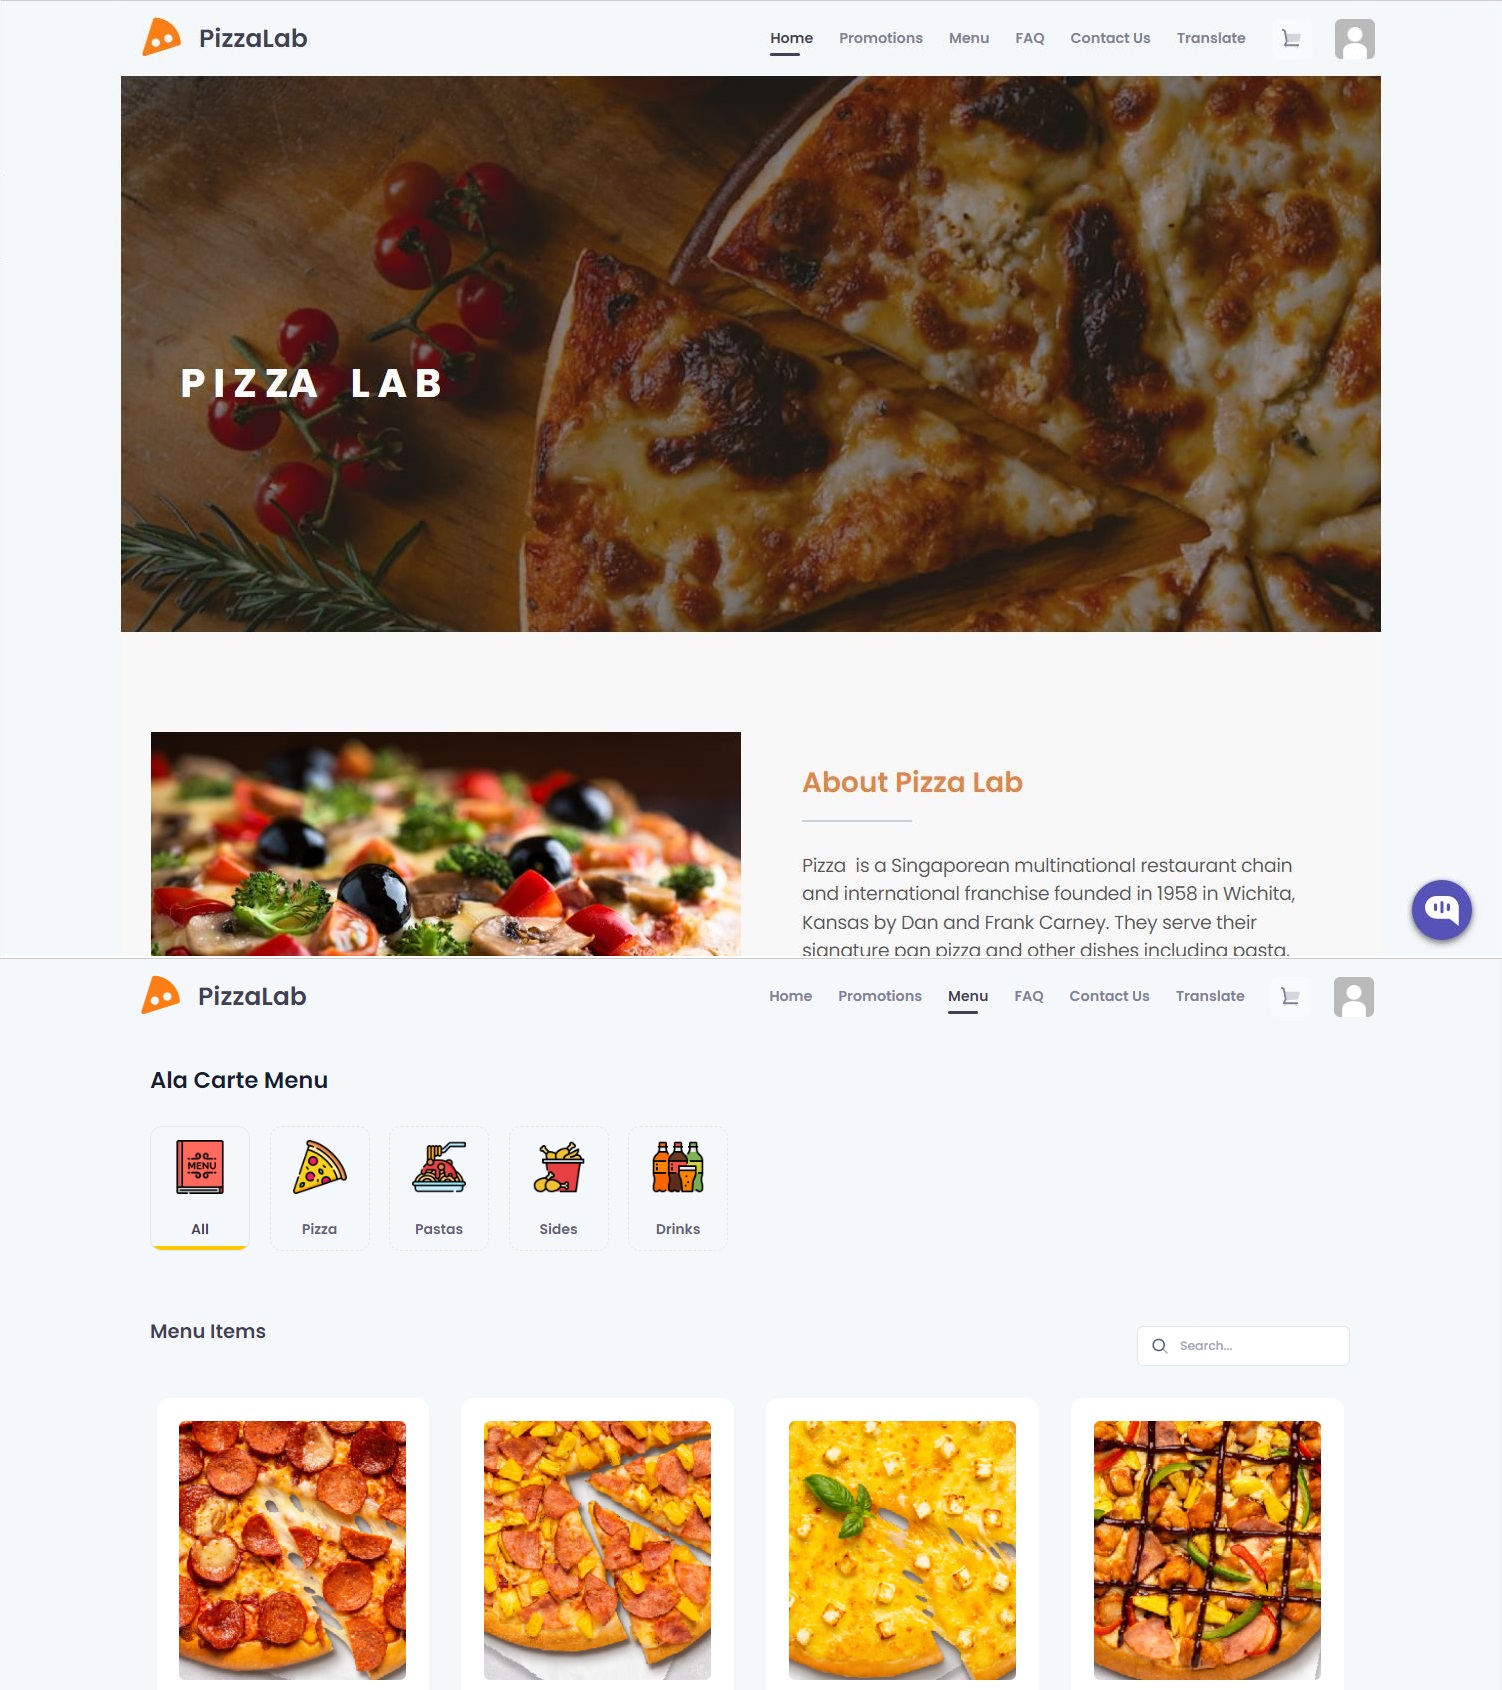 PizzaLab
Home Promotions Menu FAQ Contact Us Translate
PIZZA LAB
About Pizza Lab
Pizza is a Singaporean multinational restaurant chain
and international franchise founded in 1958 in Wichita,
Kansas by Dan and Frank Carney. They serve their
signature pan pizza and other dishes including pasta,
PizzaLab
Home Promotions Menu FAQ Contact Us Translate
Ala Carte Menu
MENU
All Pizza Pastas Sides Drinks
Menu Items
Search...